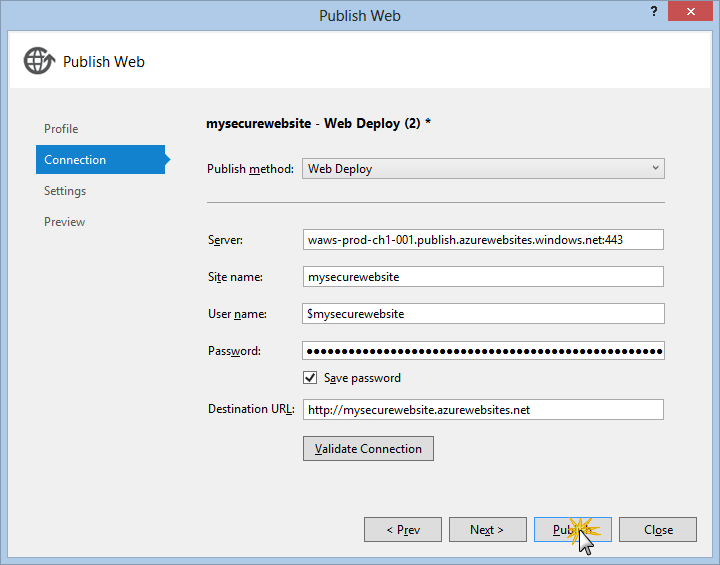 Publish Web
?
Publish Web
Profile
Connection
Settings
Preview
mysecurewebsite - Web Deploy (2) *
Publish method: Web Deploy
Server: waws-prod-ch1-001.publish.azurewebsites.windows.net:443
Site name: mysecurewebsite
User name: $mysecurewebsite
Password:
Save password
Destination URL: http://mysecurewebsite.azurewebsites.net
Validate Connection
< Prev Next > Publish Close